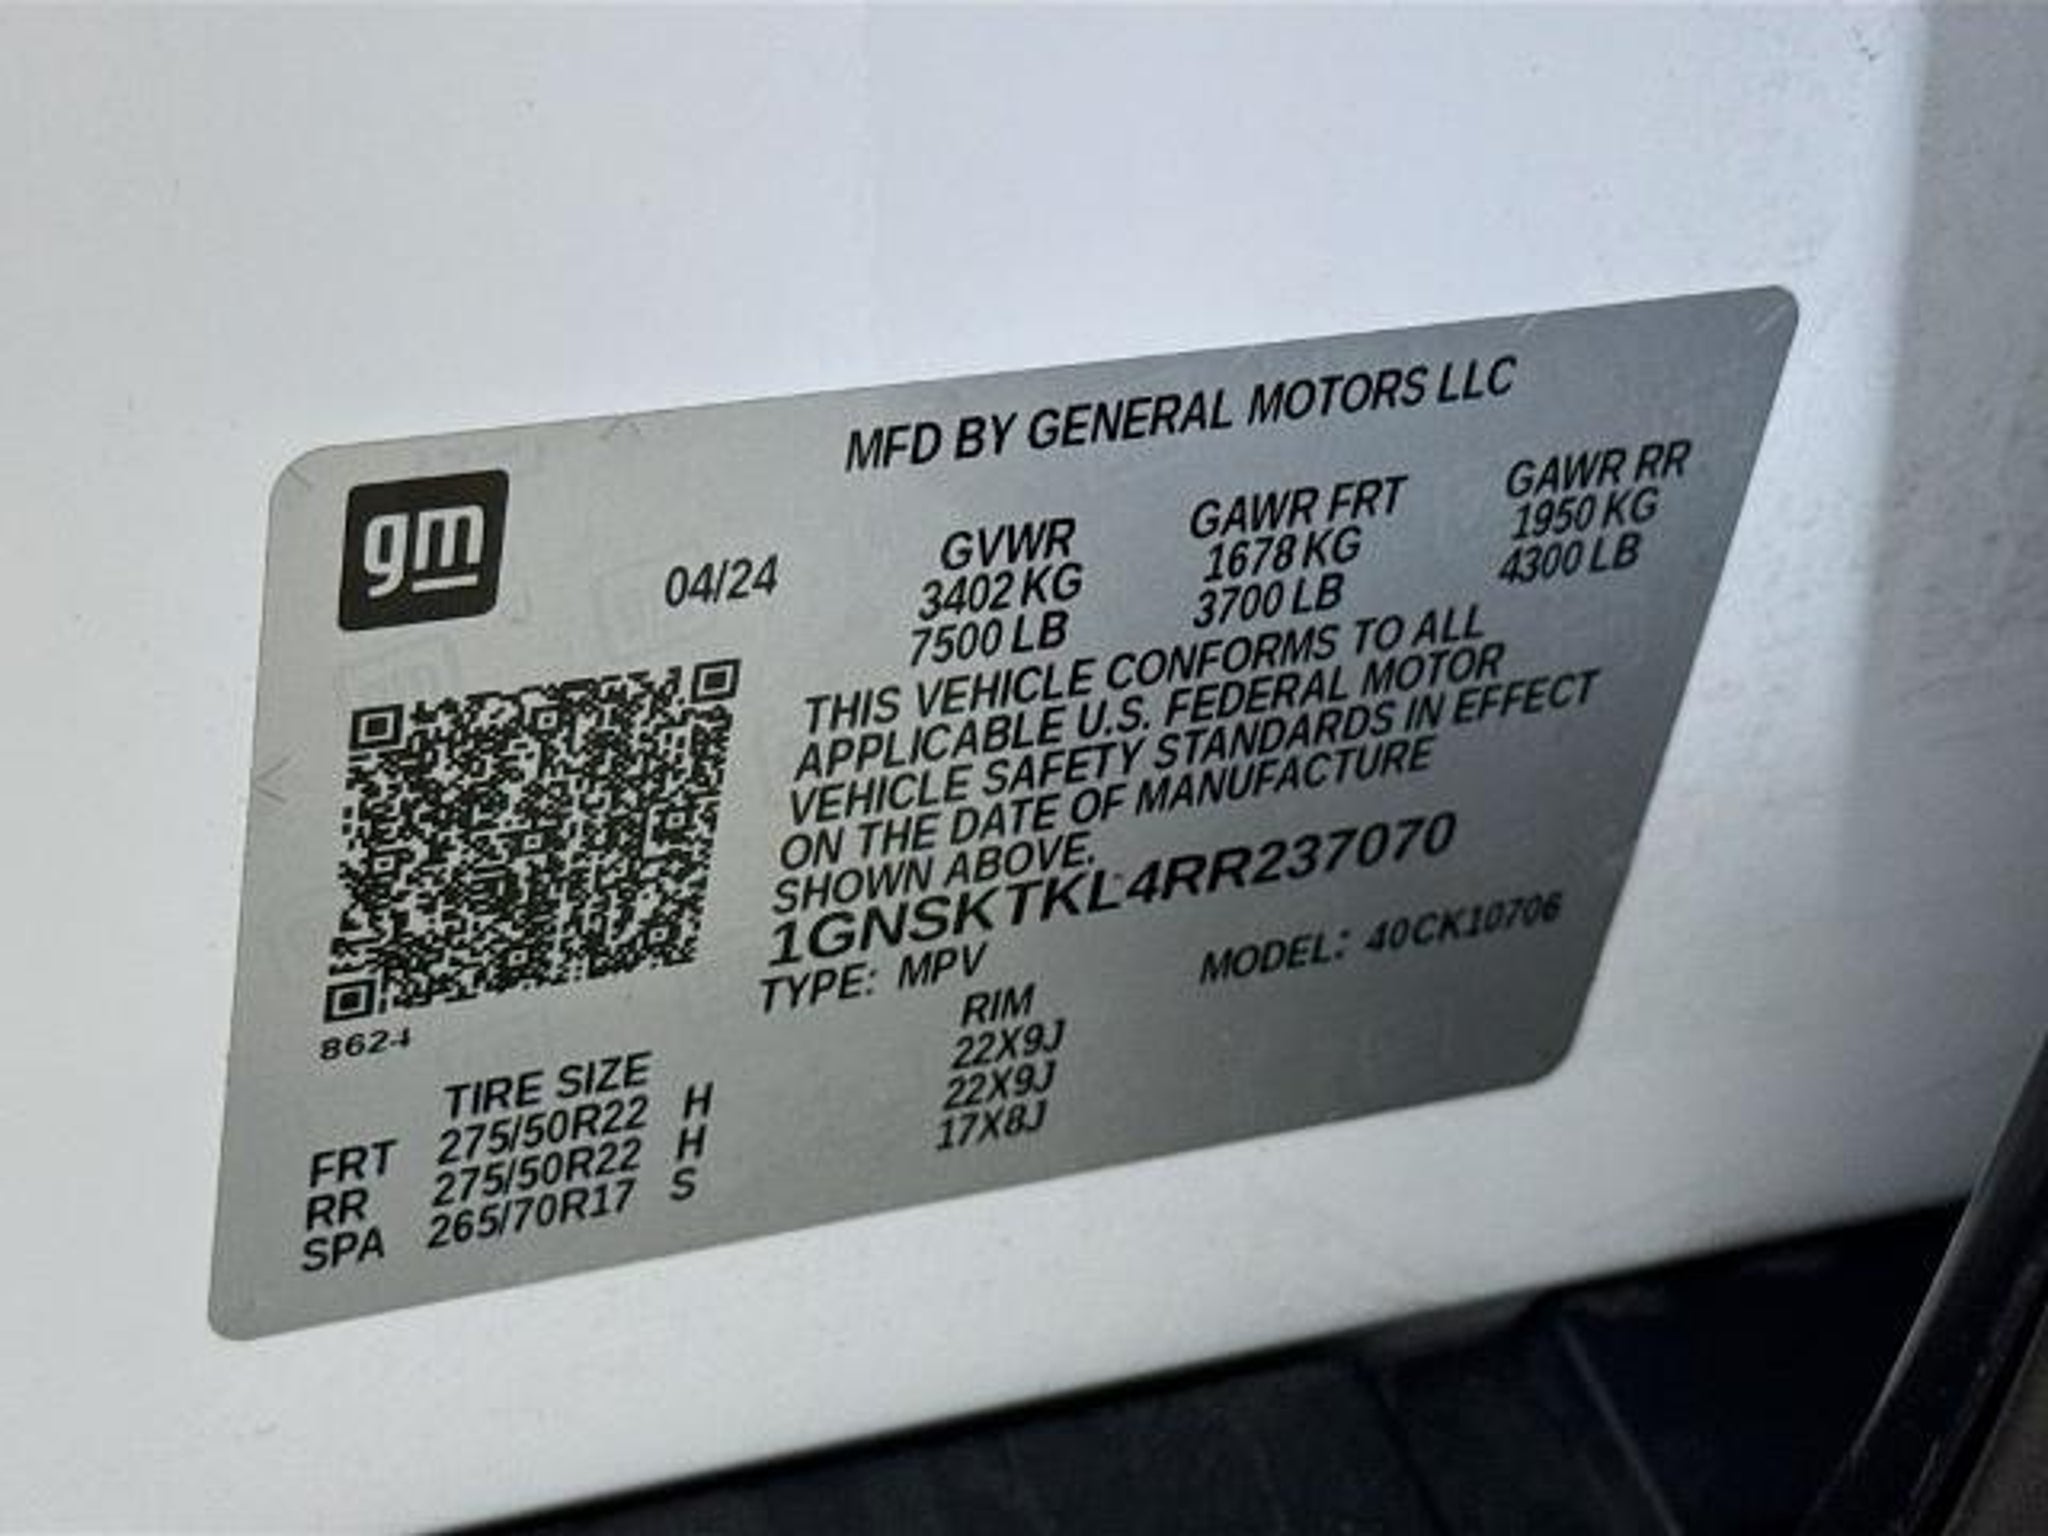 MFD BY GENERAL MOTORS LLC
gm
04/24
GVWR GAWR FRT GAWR RR
3402 KG 1678 KG 1950 KG
7500 LB 3700 LB 4300 LB
THIS VEHICLE CONFORMS TO ALL
APPLICABLE U.S. FEDERAL MOTOR
VEHICLE SAFETY STANDARDS IN EFFECT
ON THE DATE OF MANUFACTURE
SHOWN ABOVE.
1GNSKTKL4RR237070
TYPE: MPV MODEL: 40CK10706
8624
TIRE SIZE RIM
FRT 275/50R22 H 22X9J
RR 275/50R22 H 22X9J
SPA 265/70R17 S 17X8J